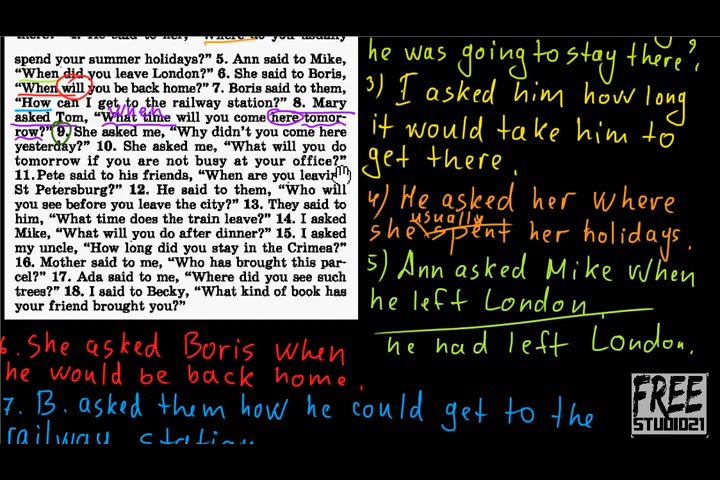 spend your summer holidays?" 5. Ann said to Mike,
"When did you leave London?" 6. She said to Boris,
"When will you be back home?" 7. Boris said to them,
"How can I get to the railway station?" 8. Mary
when
asked Tom, "What time will you come here tomor-
row?" 9. She asked me, "Why didn't you come here
yesterday?" 10. She asked me, "What will you do
tomorrow if you are not busy at your office?"
11. Pete said to his friends, "When are you leaving
St Petersburg?" 12. He said to them, "Who will
you see before you leave the city?" 13. They said to
him, "What time does the train leave?" 14. I asked
Mike, "What will you do after dinner?" 15. I asked
my uncle, "How long did you stay in the Crimea?"
16. Mother said to me, "Who has brought this par-
cel?" 17. Ada said to me, "Where did you see such
trees?" 18. I said to Becky, "What kind of book has
your friend brought you?"
he was going to stay there?
3) I asked him how long
it would take him to
get there.
4) He asked her where
usually
she spent her holidays.
5) Ann asked Mike when
he left London.
he had left London.
6. She asked Boris when
he would be back home.
7. B. asked them how he could get to the
railway station
FREE
STUDIO21